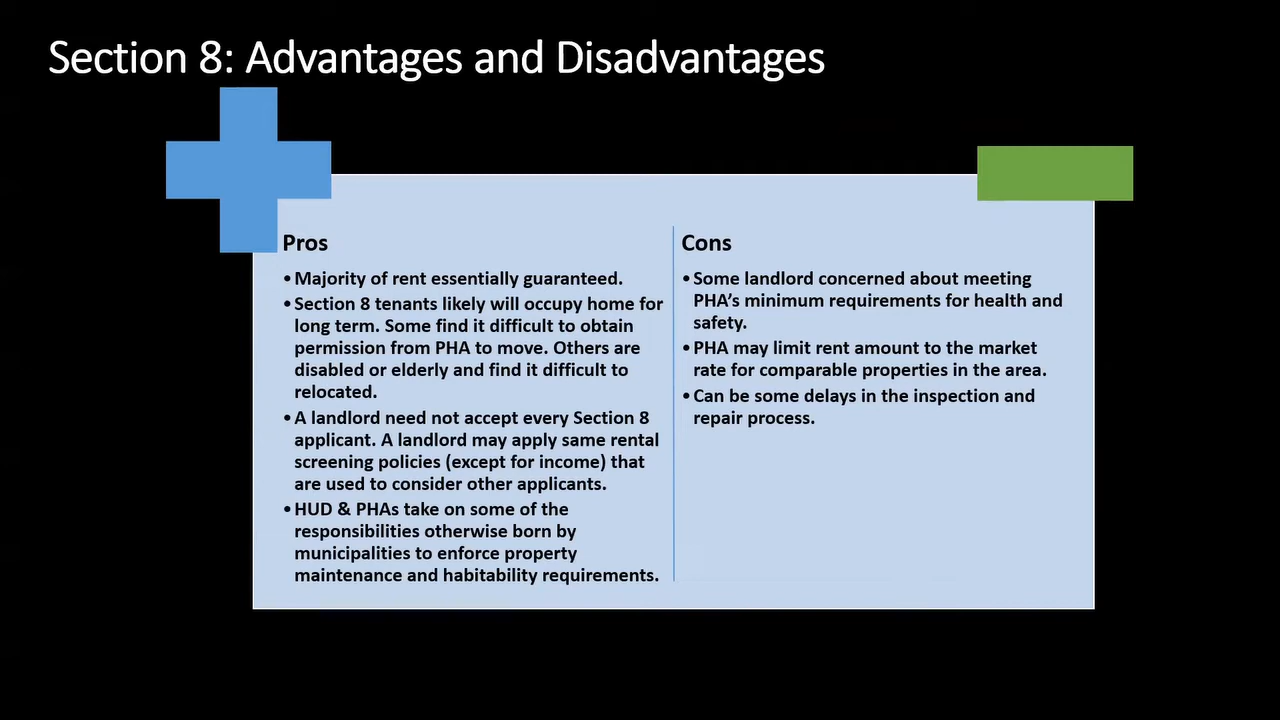 Section 8: Advantages and Disadvantages
Pros
•Majority of rent essentially guaranteed.
•Section 8 tenants likely will occupy home for
long term. Some find it difficult to obtain
permission from PHA to move. Others are
disabled or elderly and find it difficult to
relocated.
•A landlord need not accept every Section 8
applicant. A landlord may apply same rental
screening policies (except for income) that
are used to consider other applicants.
•HUD & PHAs take on some of the
responsibilities otherwise born by
municipalities to enforce property
maintenance and habitability requirements.
Cons
•Some landlord concerned about meeting
PHA’s minimum requirements for health and
safety.
•PHA may limit rent amount to the market
rate for comparable properties in the area.
•Can be some delays in the inspection and
repair process.